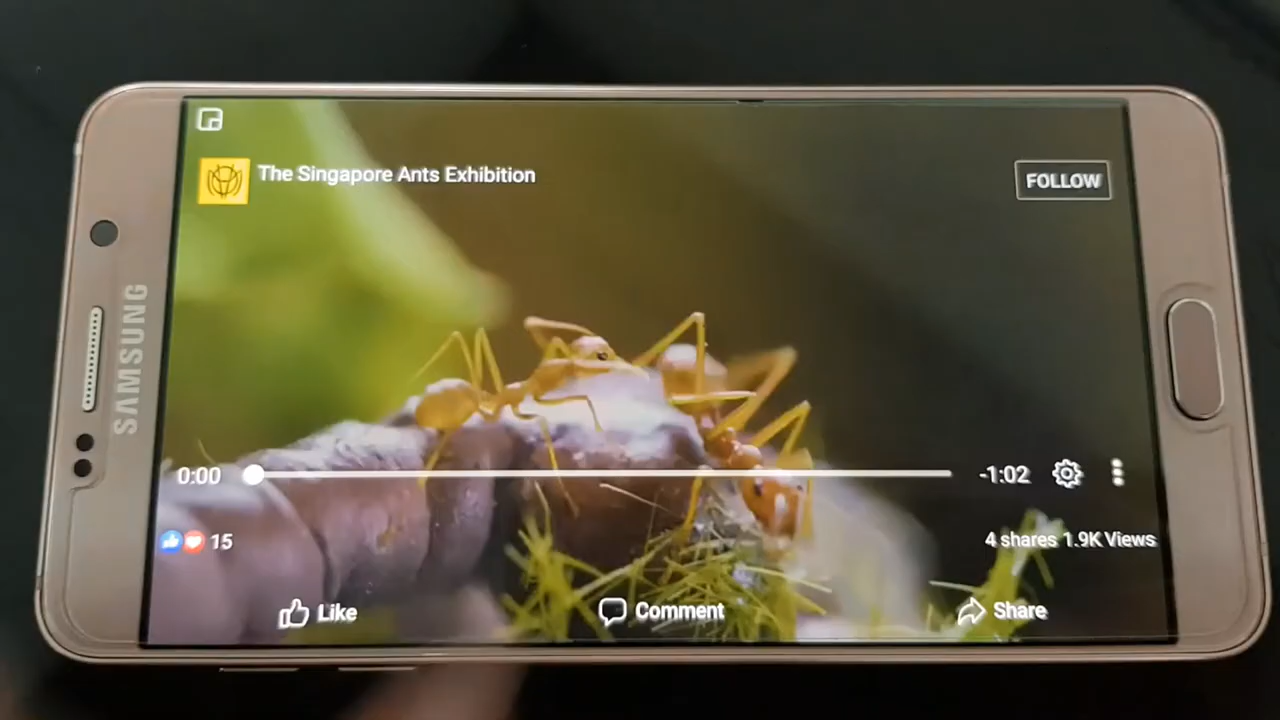 The Singapore Ants Exhibition
FOLLOW
SAMSUNG
0:00
-1:02
15
4 shares 1.9K Views
Like
Comment
Share